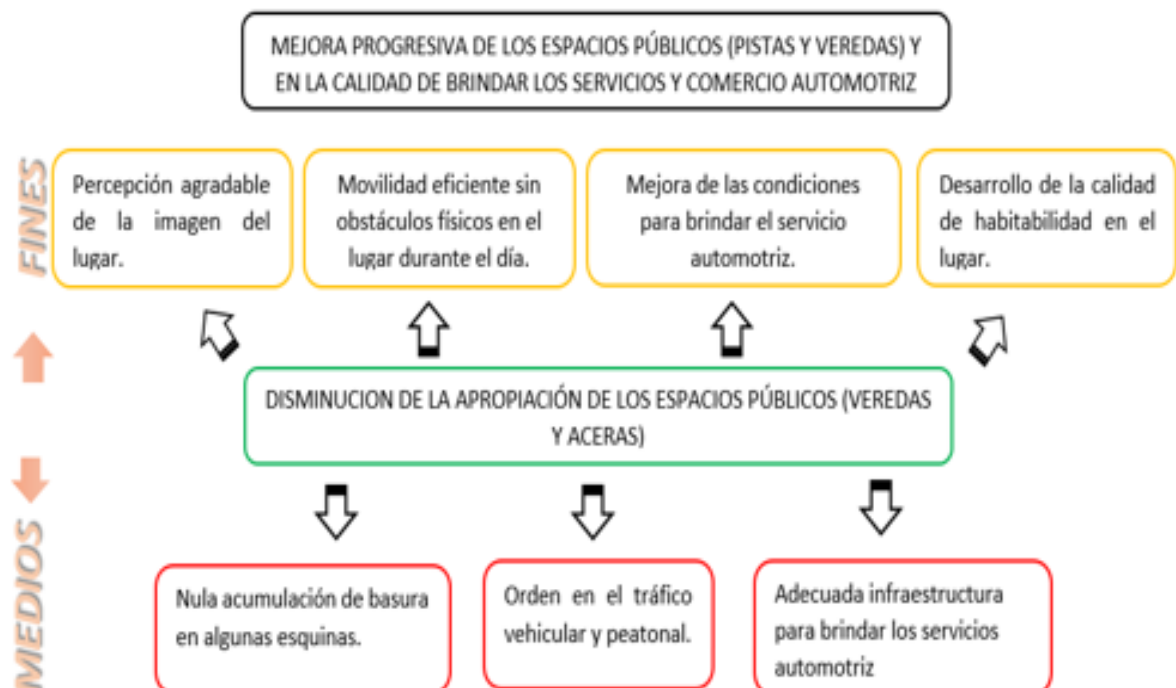 MEJORA PROGRESIVA DE LOS ESPACIOS PÚBLICOS (PISTAS Y VEREDAS) Y
EN LA CALIDAD DE BRINDAR LOS SERVICIOS Y COMERCIO AUTOMOTRIZ
FINES
Percepción agradable
de la imagen del
lugar.
Movilidad eficiente sin
obstáculos físicos en el
lugar durante el día.
Mejora de las condiciones
para brindar el servicio
automotriz.
Desarrollo de la calidad
de habitabilidad en el
lugar.
DISMINUCION DE LA APROPIACIÓN DE LOS ESPACIOS PÚBLICOS (VEREDAS
Y ACERAS)
MEDIOS
Nula acumulación de basura
en algunas esquinas.
Orden en el tráfico
vehicular y peatonal.
Adecuada infraestructura
para brindar los servicios
automotriz